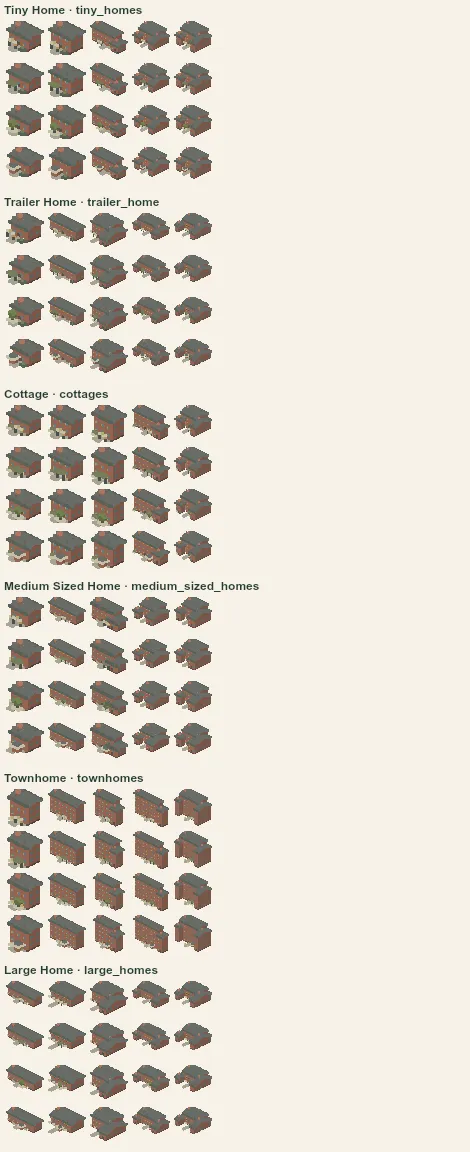 Tiny Home · tiny_homes
Trailer Home · trailer_home
Cottage · cottages
Medium Sized Home · medium_sized_homes
Townhome · townhomes
Large Home · large_homes